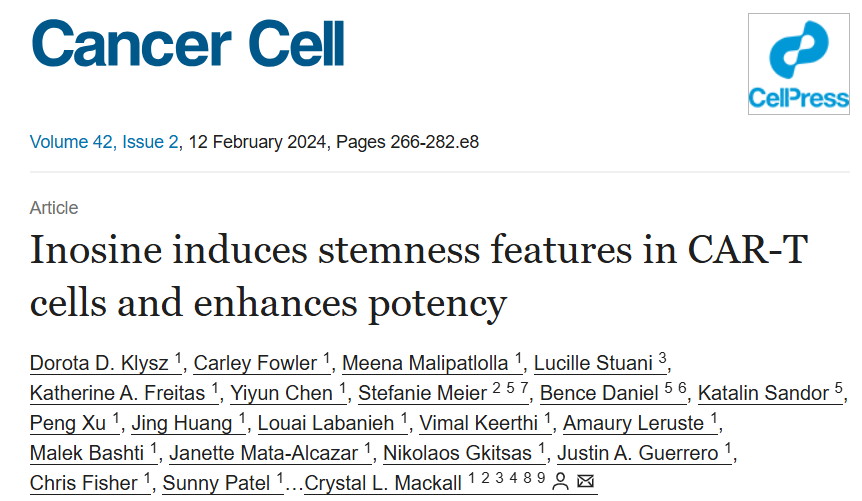 Cancer Cell
CellPress
Volume 42, Issue 2, 12 February 2024, Pages 266-282.e8
Article
Inosine induces stemness features in CAR-T
cells and enhances potency
Dorota D. Klysz 1, Carley Fowler 1, Meena Malipatlolla 1, Lucille Stuani 3,
Katherine A. Freitas 1, Yiyun Chen 1, Stefanie Meier 2 5 7, Bence Daniel 5 6, Katalin Sandor 5,
Peng Xu 1, Jing Huang 1, Louai Labanieh 1, Vimal Keerthi 1, Amaury Leruste 1,
Malek Bashti 1, Janette Mata-Alcazar 1, Nikolaos Gkitsas 1, Justin A. Guerrero 1,
Chris Fisher 1, Sunny Patel 1…Crystal L. Mackall 1 2 3 4 8 9